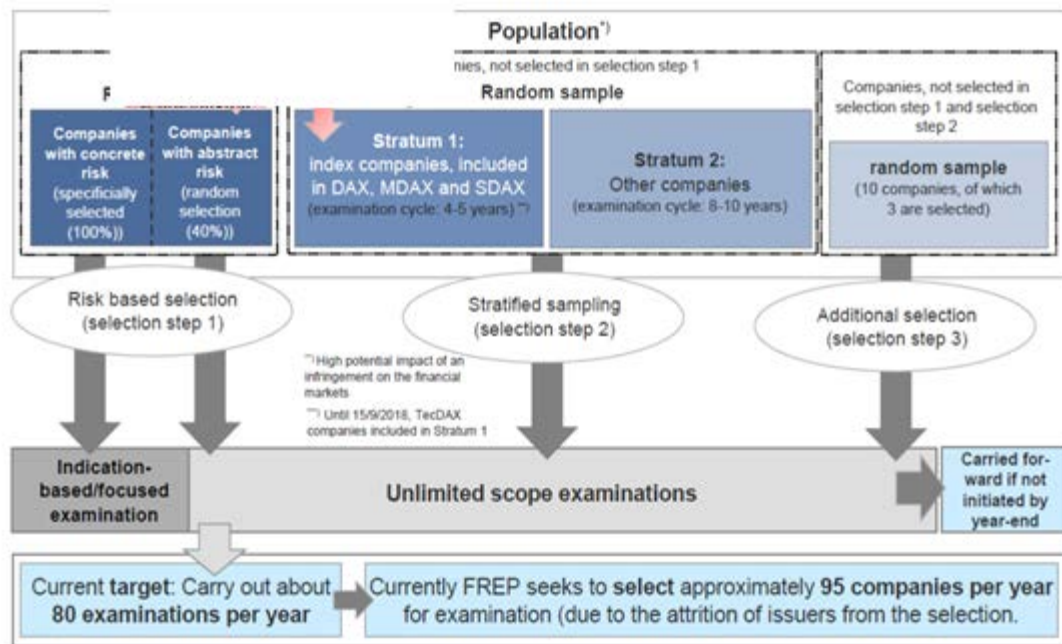 Population*)
nies, not selected in selection step 1
Random sample
Companies
with concrete
risk
(specificially
selected
(100%))
Companies
with abstract
risk
(random
selection
(40%))
Stratum 1:
index companies, included
in DAX, MDAX and SDAX
(examination cycle: 4-5 years) **)
Stratum 2:
Other companies
(examination cycle: 8-10 years)
Companies, not selected in
selection step 1 and selection
step 2
random sample
(10 companies, of which
3 are selected)
Risk based selection
(selection step 1)
Stratified sampling
(selection step 2)
Additional selection
(selection step 3)
**) High potential impact of an
infringement on the financial
markets
***) Until 15/9/2018, TecDAX
companies included in Stratum 1
Indication-
based/focused
examination
Unlimited scope examinations
Carried for-
ward if not
initiated by
year-end
Current target: Carry out about
80 examinations per year
Currently FREP seeks to select approximately 95 companies per year
for examination (due to the attrition of issuers from the selection.